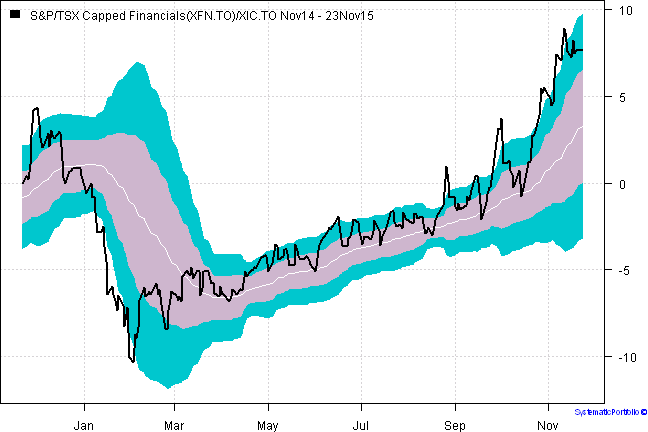 S&P/TSX Capped Financials(XFN.TO)/XIC.TO Nov14 - 23Nov15
10
5
0
-5
-10
Jan Mar May Jul Sep Nov
SystematicPortfolio ©